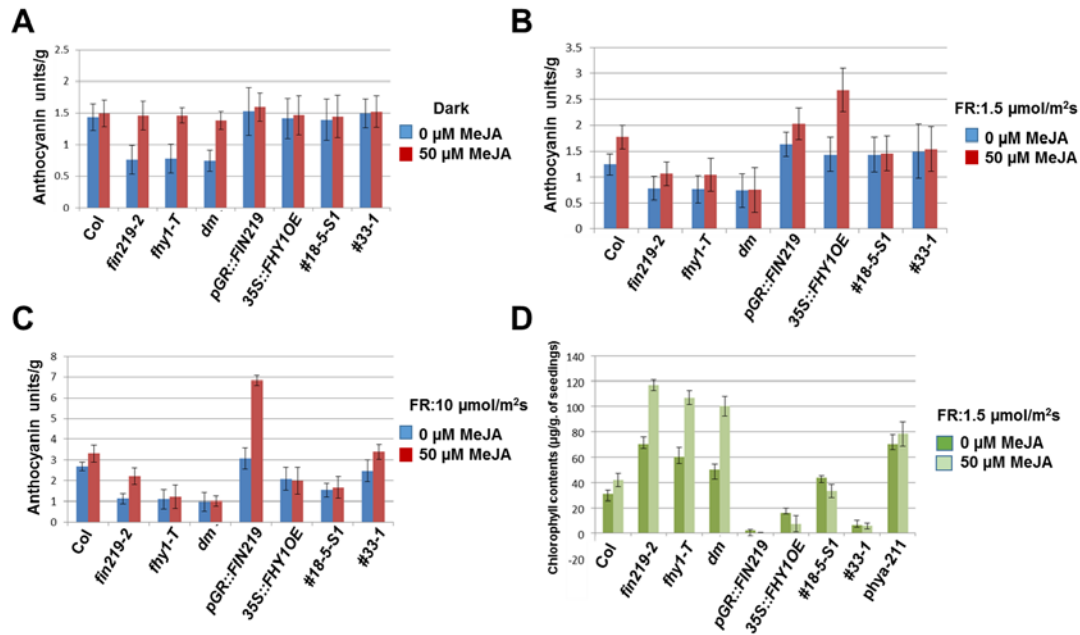 A
Anthocyanin units/g
2.5
2
1.5
1
0.5
0
Col
fin219-2
fhy1-T
dm
pGR::FIN219
35S::FHY1OE
#18-5-S1
#33-1
Dark
0 µM MeJA
50 µM MeJA
B
Anthocyanin units/g
3.5
3
2.5
2
1.5
1
0.5
0
Col
fin219-2
fhy1-T
dm
pGR::FIN219
35S::FHY1OE
#18-5-S1
#33-1
FR:1.5 µmol/m²s
0 µM MeJA
50 µM MeJA
C
Anthocyanin units/g
8
7
6
5
4
3
2
1
0
Col
fin219-2
fhy1-T
dm
pGR::FIN219
35S::FHY1OE
#18-5-S1
#33-1
FR:10 µmol/m²s
0 µM MeJA
50 µM MeJA
D
Chlorophyll contents (µg/g. of seedings)
140
120
100
80
60
40
20
0
-20
Col
fin219-2
fhy1-T
dm
pGR::FIN219
35S::FHY1OE
#18-5-S1
#33-1
phya-211
FR:1.5 µmol/m²s
0 µM MeJA
50 µM MeJA